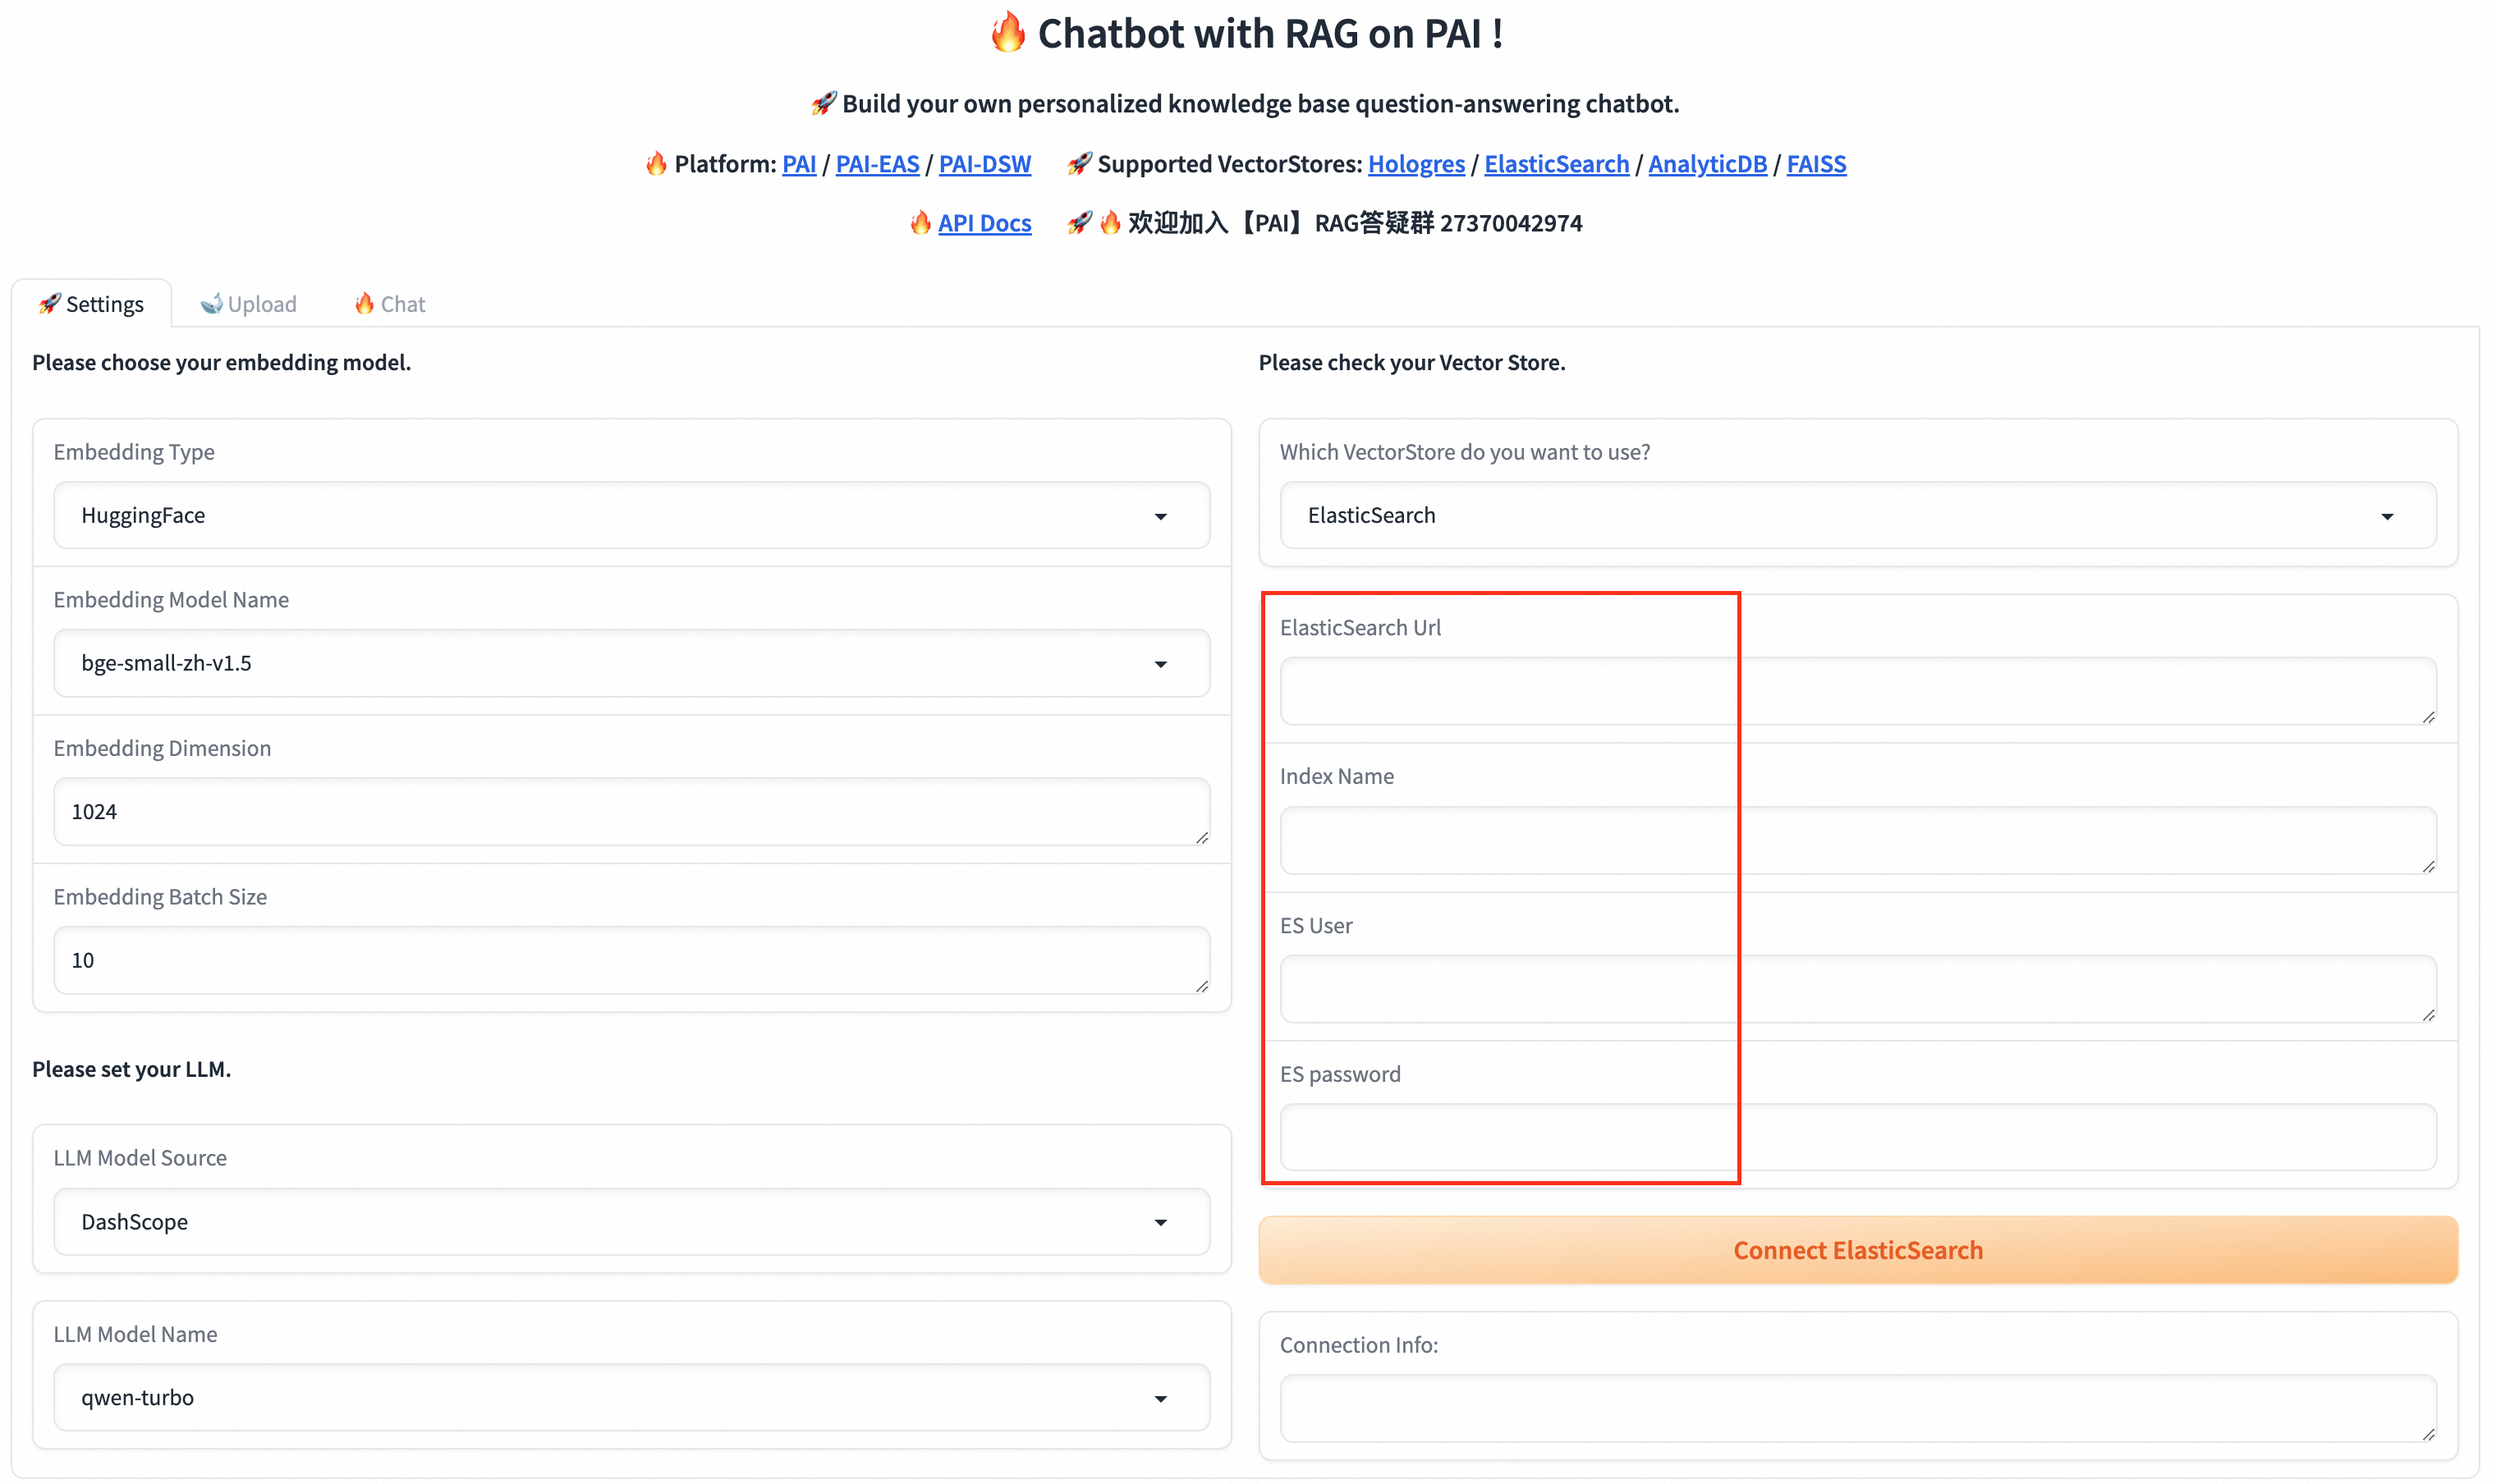 🔥 Chatbot with RAG on PAI !
🚀 Build your own personalized knowledge base question-answering chatbot.
🔥 Platform: PAI / PAI-EAS / PAI-DSW 🚀 Supported VectorStores: Hologres / ElasticSearch / AnalyticDB / FAISS
🔥 API Docs 🚀 🔥 欢迎加入【PAI】RAG答疑群 27370042974
🚀 Settings 🐳 Upload 🔥 Chat
Please choose your embedding model.
Embedding Type
HuggingFace
Embedding Model Name
bge-small-zh-v1.5
Embedding Dimension
1024
Embedding Batch Size
10
Please set your LLM.
LLM Model Source
DashScope
LLM Model Name
qwen-turbo
Please check your Vector Store.
Which VectorStore do you want to use?
ElasticSearch
ElasticSearch Url
Index Name
ES User
ES password
Connect ElasticSearch
Connection Info: